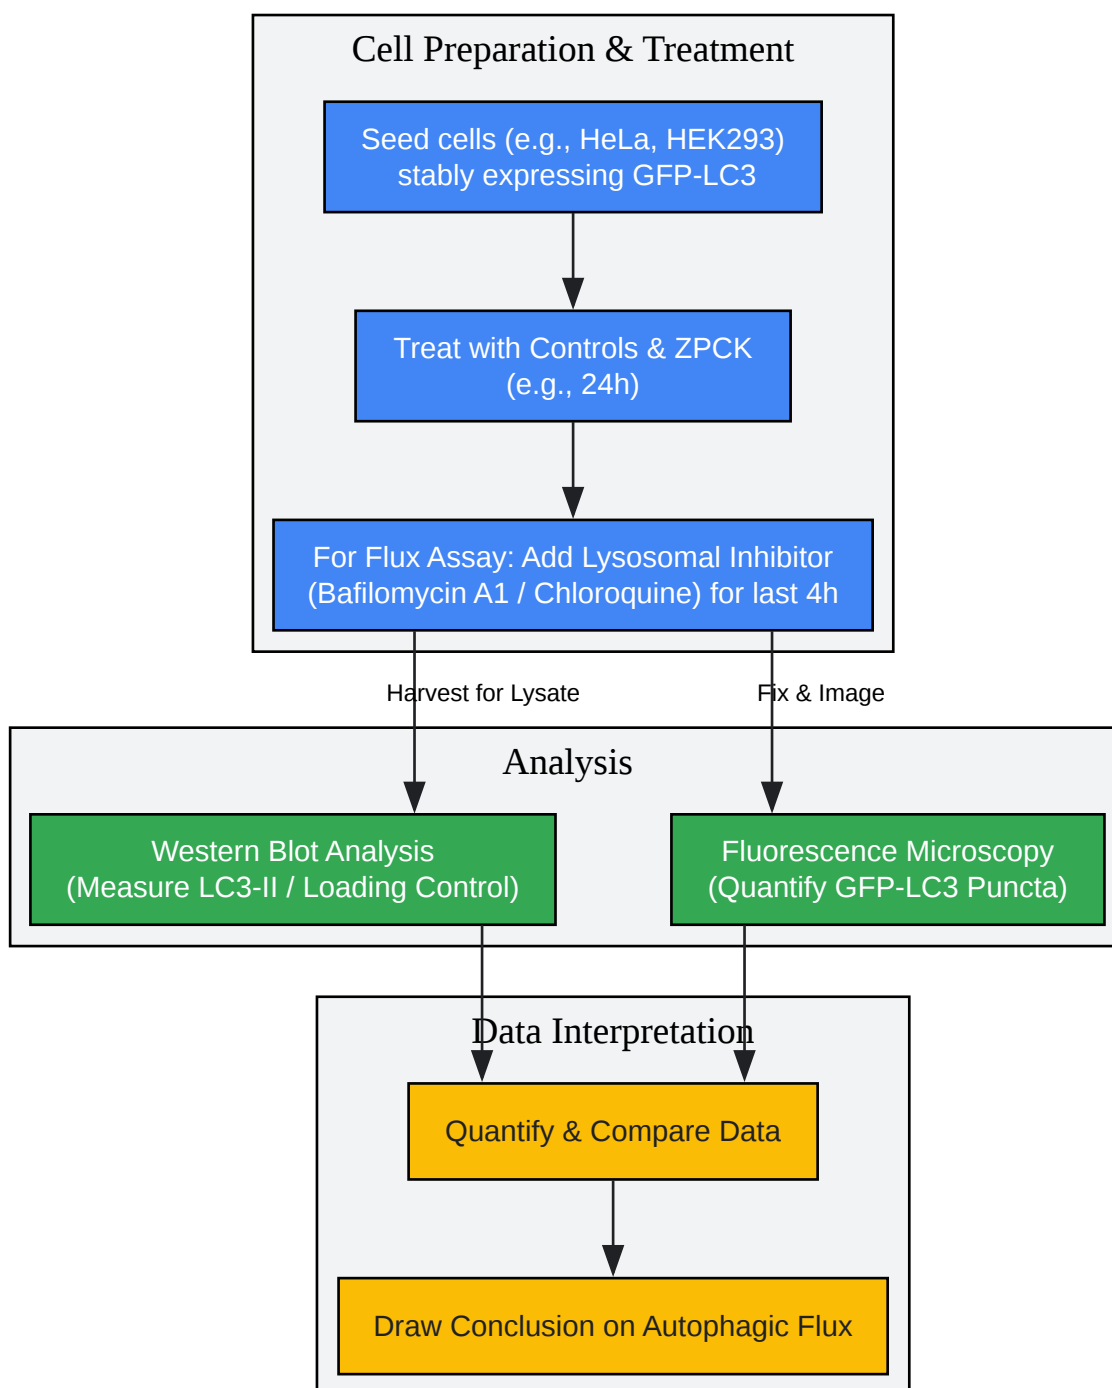 Cell Preparation & Treatment
Seed cells (e.g., HeLa, HEK293)
stably expressing GFP-LC3
Treat with Controls & ZPCK
(e.g., 24h)
For Flux Assay: Add Lysosomal Inhibitor
(Bafilomycin A1 / Chloroquine) for last 4h
Harvest for Lysate
Fix & Image
Analysis
Western Blot Analysis
(Measure LC3-II / Loading Control)
Fluorescence Microscopy
(Quantify GFP-LC3 Puncta)
Data Interpretation
Quantify & Compare Data
Draw Conclusion on Autophagic Flux